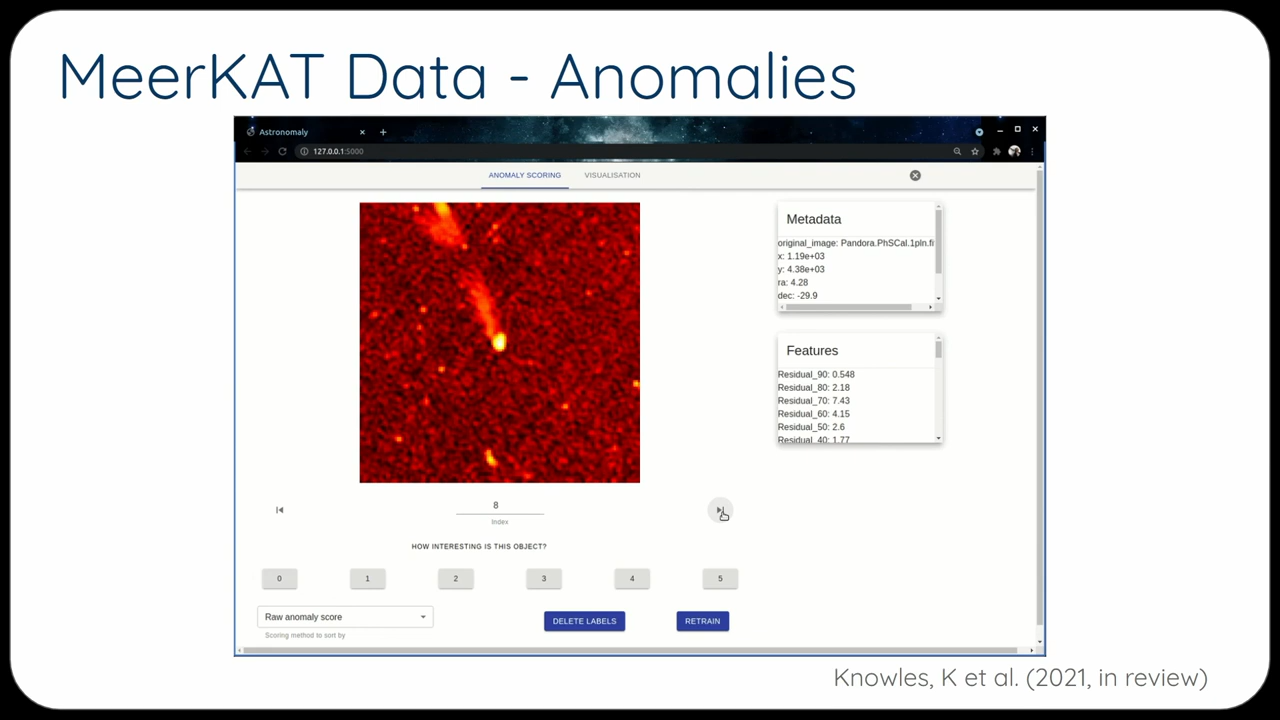 MeerKAT Data - Anomalies
Astronomaly
127.0.0.1:5000
ANOMALY SCORING
VISUALISATION
Metadata
original_image: Pandora.PhSCal.1pln.fi
x: 1.19e+03
y: 4.38e+03
ra: 4.28
dec: -29.9
Features
Residual_90: 0.548
Residual_80: 2.18
Residual_70: 7.43
Residual_60: 4.15
Residual_50: 2.6
Residual_40: 1.77
8
Index
HOW INTERESTING IS THIS OBJECT?
0 1 2 3 4 5
Raw anomaly score
Scoring method to sort by
DELETE LABELS
RETRAIN
Knowles, K et al. (2021, in review)